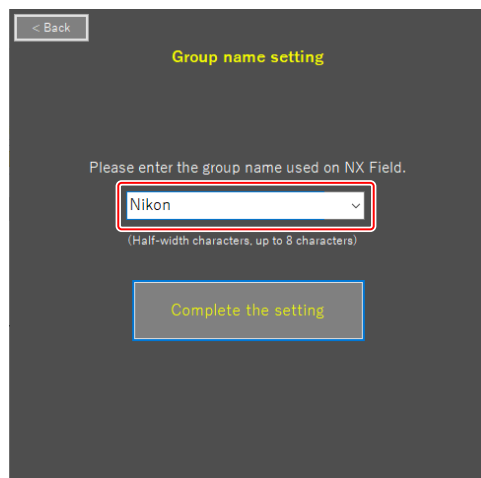 < Back
Group name setting
Please enter the group name used on NX Field.
Nikon
(Half-width characters, up to 8 characters)
Complete the setting